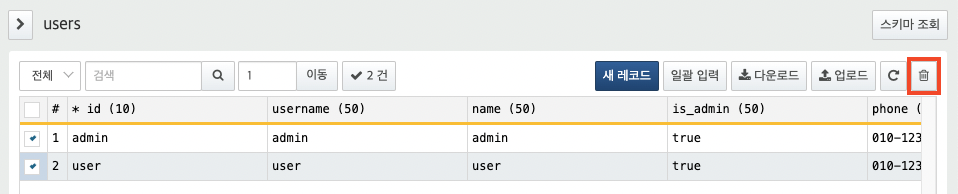 users 스키마 조회
전체 검색 1 이동 2 건 새 레코드 일괄 입력 다운로드 업로드
# * id (10) username (50) name (50) is_admin (50) phone (
1 admin admin admin true 010-123
2 user user user true 010-123